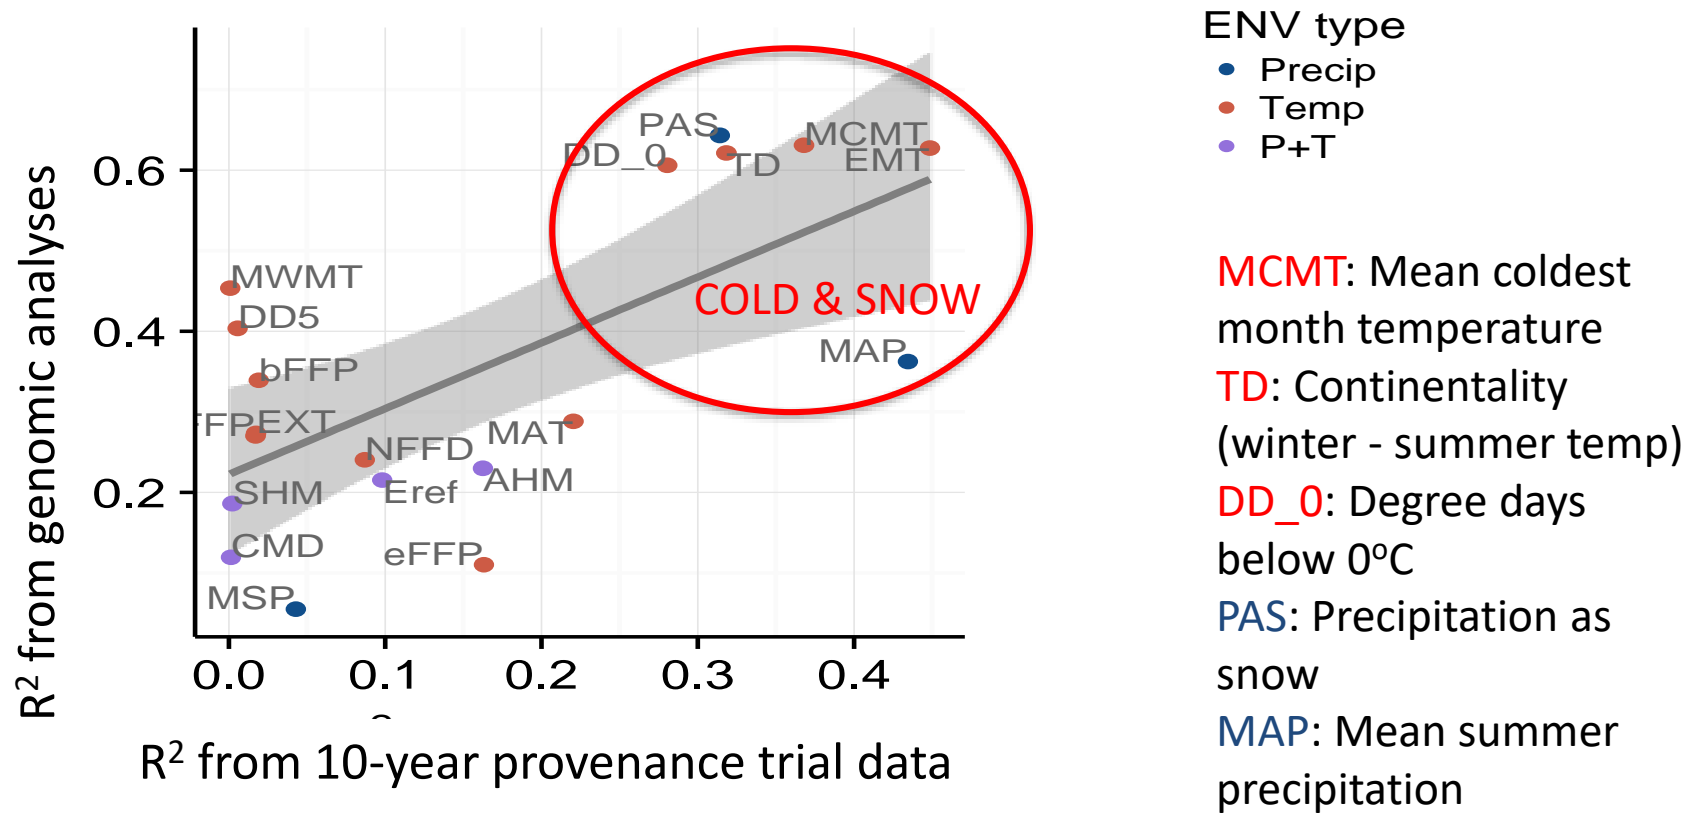 ENV type
Precip
Temp
P+T
R² from genomic analyses
0.6
0.4
0.2
PAS
MCMT
DD_0
TD
EMT
MWMT
DD5
COLD & SNOW
bFFP
MAP
FFP
EXT
MAT
NFFD
AHM
SHM
Eref
CMD
eFFP
MSP
0.0 0.1 0.2 0.3 0.4
R² from 10-year provenance trial data
MCMT: Mean coldest
month temperature
TD: Continentality
(winter - summer temp)
DD_0: Degree days
below 0°C
PAS: Precipitation as
snow
MAP: Mean summer
precipitation